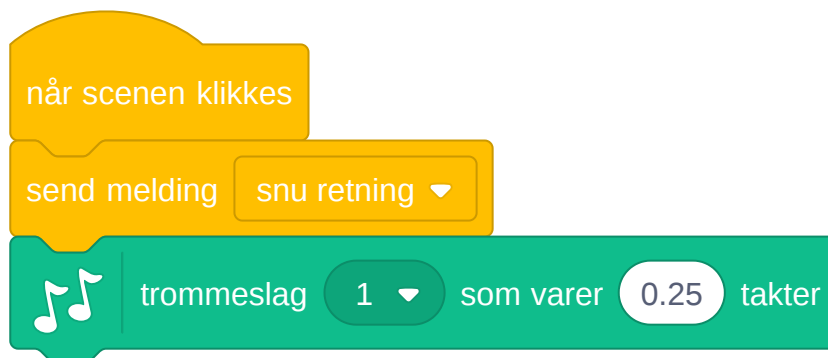 når scenen klikkes
send melding snu retning
trommeslag 1 som varer 0.25 takter